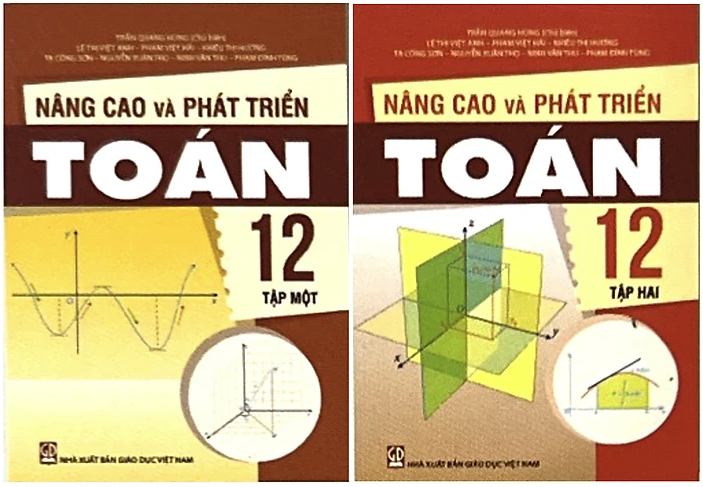 TRẦN QUANG HÙNG (Chủ biên)
LÊ THỊ VIỆT ANH - PHẠM VIỆT HẢI - KHIẾU THỊ HƯƠNG
TẠ CÔNG SƠN - NGUYỄN XUÂN THỌ - NINH VĂN THU - PHẠM ĐÌNH TÙNG
NÂNG CAO VÀ PHÁT TRIỂN
TOÁN
12
TẬP MỘT
y
O
x
GD NHÀ XUẤT BẢN GIÁO DỤC VIỆT NAM
TRẦN QUANG HÙNG (Chủ biên)
LÊ THỊ VIỆT ANH - PHẠM VIỆT HẢI - KHIẾU THỊ HƯƠNG
TẠ CÔNG SƠN - NGUYỄN XUÂN THỌ - NINH VĂN THU - PHẠM ĐÌNH TÙNG
NÂNG CAO VÀ PHÁT TRIỂN
TOÁN
12
TẬP HAI
z
O
y
x
GD NHÀ XUẤT BẢN GIÁO DỤC VIỆT NAM